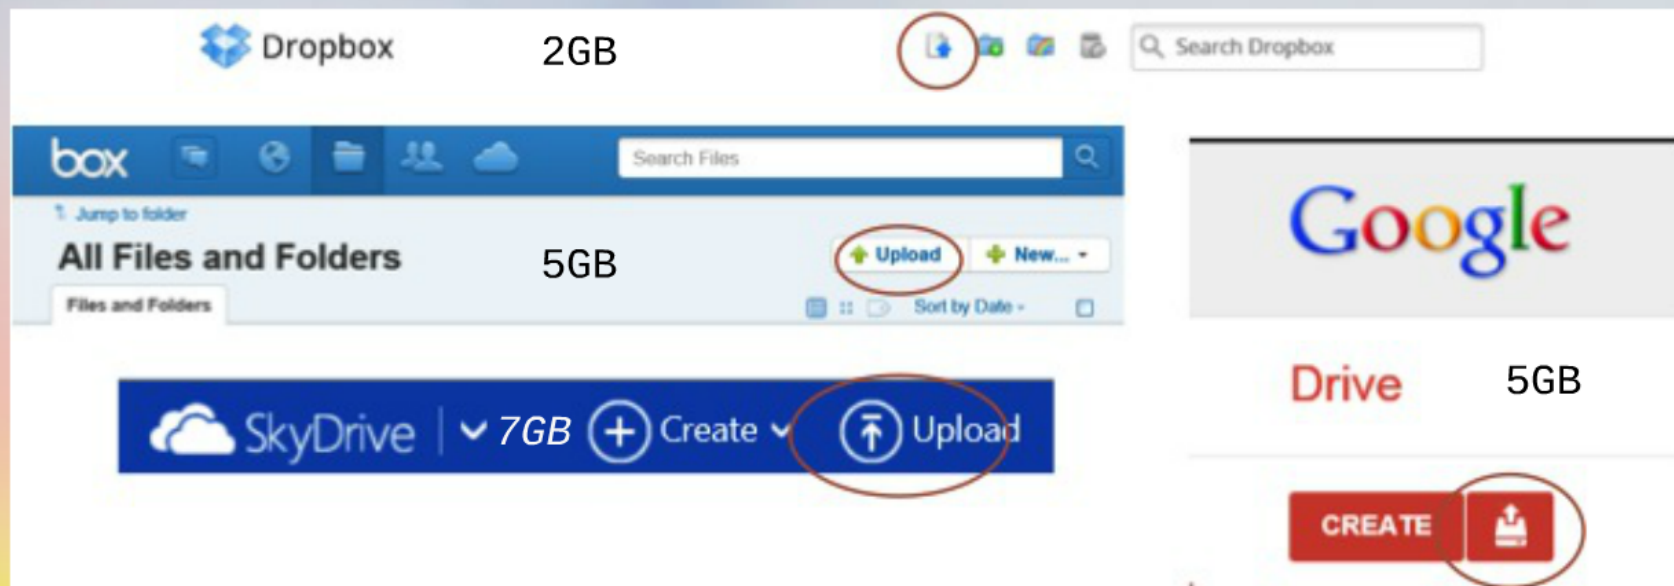 Dropbox 2GB Search Dropbox
box Search Files
Jump to folder
All Files and Folders 5GB Upload New...
Files and Folders Sort by Date
SkyDrive 7GB Create Upload
Google
Drive 5GB
CREATE